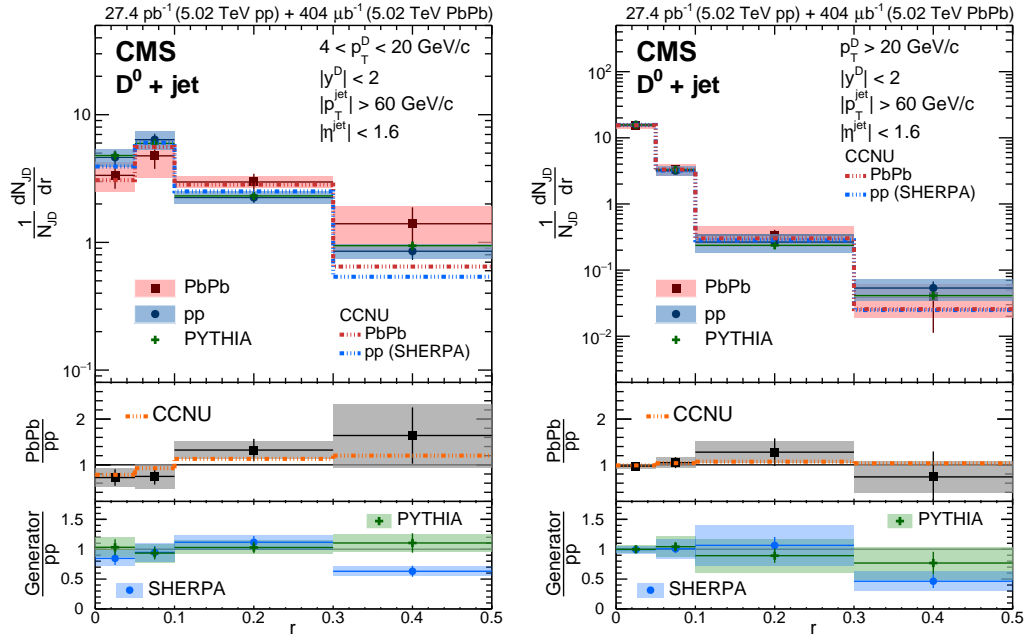 27.4 pb⁻¹ (5.02 TeV pp) + 404 μb⁻¹ (5.02 TeV PbPb)
CMS
D⁰ + jet
4 < p_T^D < 20 GeV/c
|y^D| < 2
|p_T^jet| > 60 GeV/c
|η^jet| < 1.6
10
1
10⁻¹
1/N_JD dN_JD/dr
PbPb
pp
PYTHIA
CCNU
PbPb
pp (SHERPA)
PbPb/pp
2
1
CCNU
Generator/pp
1.5
1
0.5
0
PYTHIA
SHERPA
0 0.1 0.2 0.3 0.4 0.5
r
27.4 pb⁻¹ (5.02 TeV pp) + 404 μb⁻¹ (5.02 TeV PbPb)
CMS
D⁰ + jet
p_T^D > 20 GeV/c
|y^D| < 2
|p_T^jet| > 60 GeV/c
|η^jet| < 1.6
CCNU
PbPb
pp (SHERPA)
10²
10
1
10⁻¹
10⁻²
1/N_JD dN_JD/dr
PbPb
pp
PYTHIA
PbPb/pp
2
1
CCNU
Generator/pp
1.5
1
0.5
0
PYTHIA
SHERPA
0 0.1 0.2 0.3 0.4 0.5
r